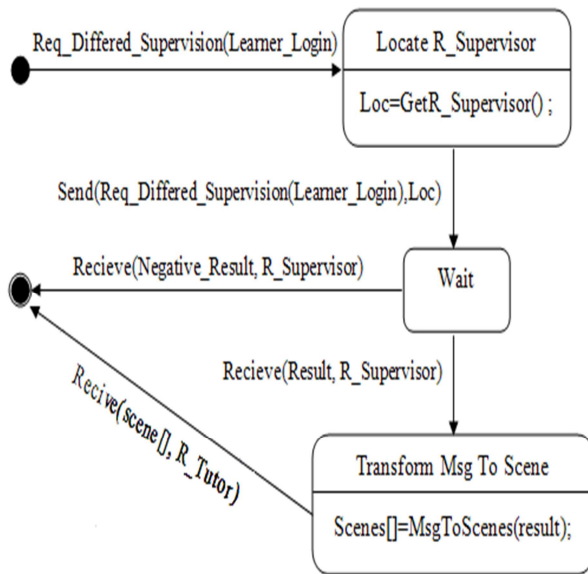 Req_Differed_Supervision(Learner_Login)
Locate R_Supervisor
Loc=GetR_Supervisor() ;
Send(Req_Differed_Supervision(Learner_Login),Loc)
Recieve(Negative_Result, R_Supervisor)
Wait
Recieve(Result, R_Supervisor)
Recive(scene[], R_Tutor)
Transform Msg To Scene
Scenes[]=MsgToScenes(result);